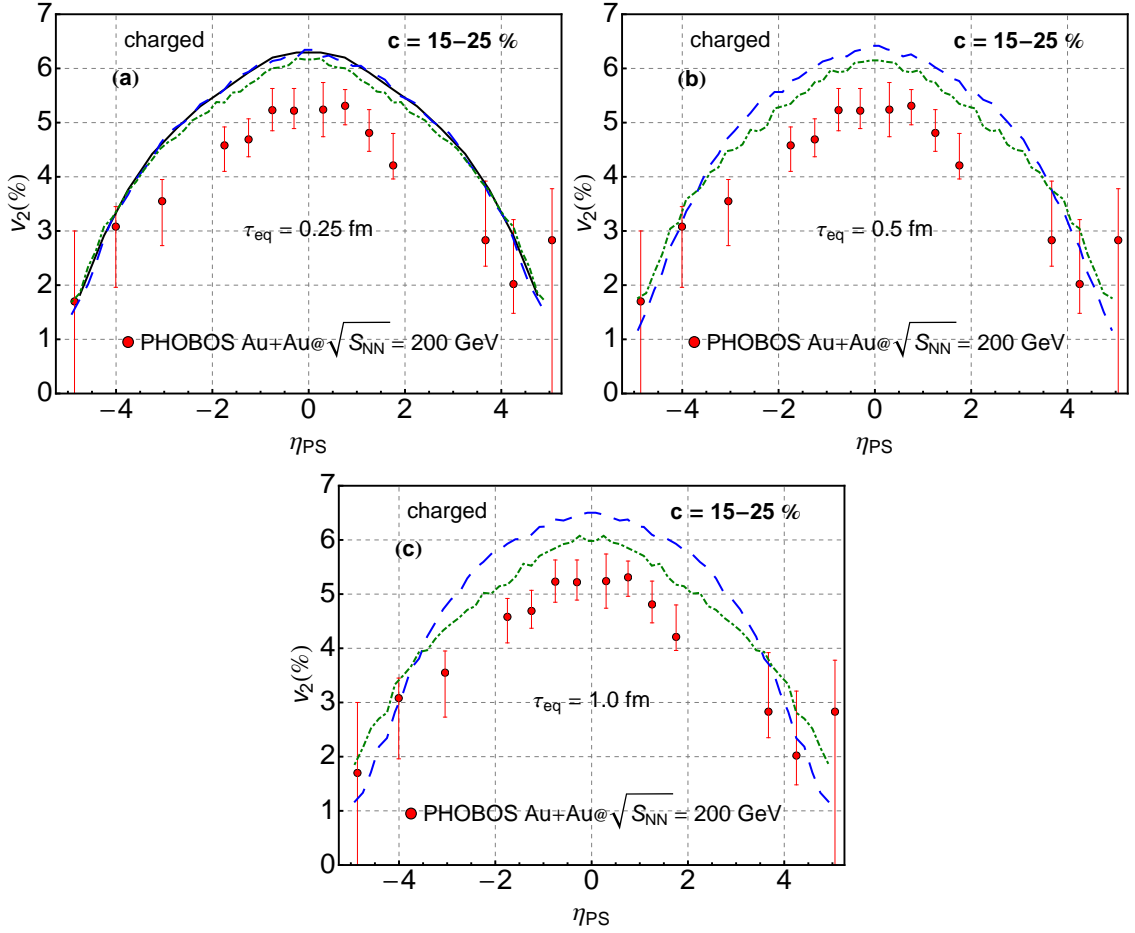 7
6
5
4
3
2
1
0
v₂(%)
charged
c = 15−25 %
(a)
τeq = 0.25 fm
PHOBOS Au+Au@√SNN = 200 GeV
−4 −2 0 2 4
ηPS
7
6
5
4
3
2
1
0
v₂(%)
charged
c = 15−25 %
(b)
τeq = 0.5 fm
PHOBOS Au+Au@√SNN = 200 GeV
−4 −2 0 2 4
ηPS
7
6
5
4
3
2
1
0
v₂(%)
charged
c = 15−25 %
(c)
τeq = 1.0 fm
PHOBOS Au+Au@√SNN = 200 GeV
−4 −2 0 2 4
ηPS